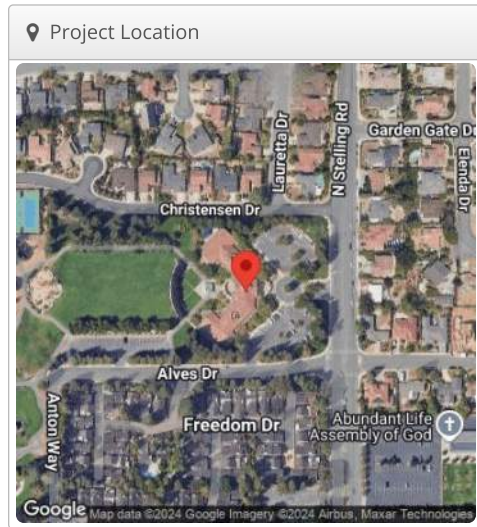 Project Location
Lauretta Dr
N Stelling Rd
Garden Gate Dr
Elenda Dr
Christensen Dr
Alves Dr
Anton Way
Freedom Dr
Abundant Life
Assembly of God
Google
Map data ©2024 Google Imagery ©2024 Airbus, Maxar Technologies